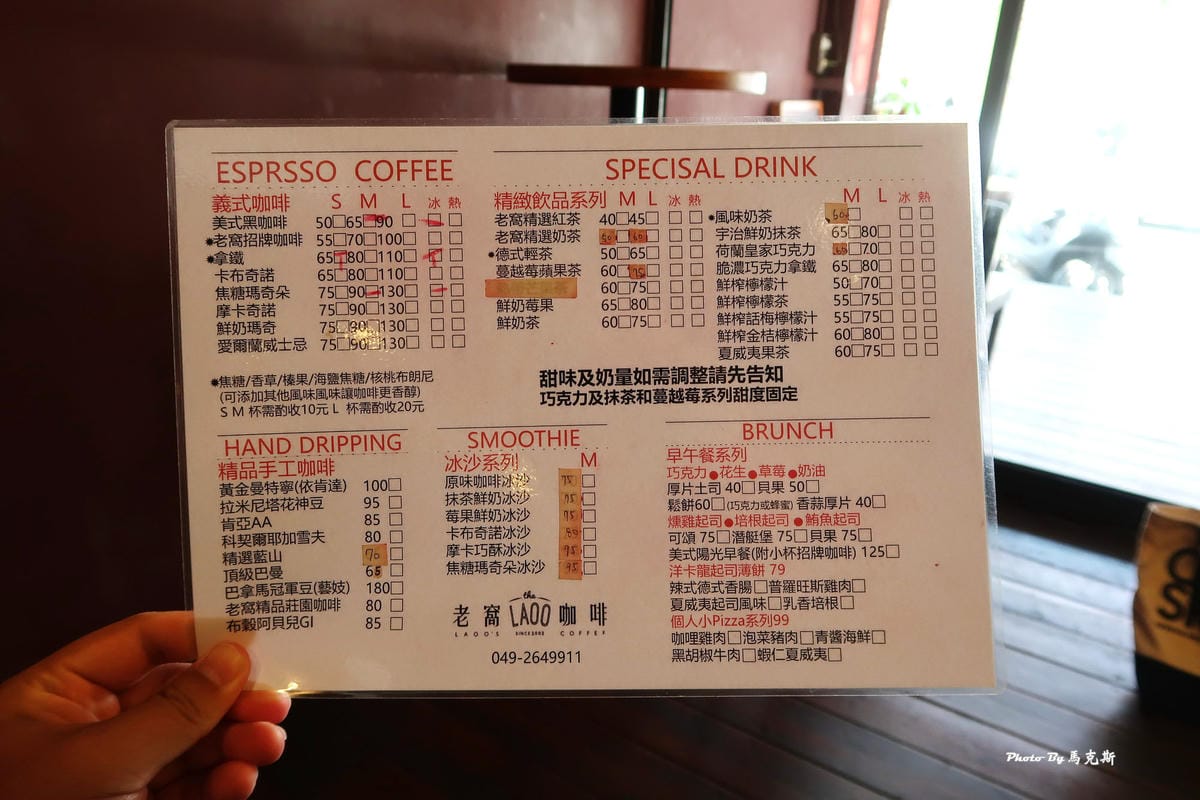 ESPRSSO COFFEE
義式咖啡 S M L 冰 熱
美式黑咖啡 50□65□90 □ □
✹老窩招牌咖啡 55□70□100□ □ □
✹拿鐵 65□80□110□ □ □
卡布奇諾 65□80□110□ □ □
焦糖瑪奇朵 75□90□130□ □ □
摩卡奇諾 75□90□130□ □ □
鮮奶瑪奇 75□90□130□ □ □
愛爾蘭威士忌 75□90□130□ □ □
✹焦糖/香草/榛果/海鹽焦糖/核桃布朗尼
(可添加其他風味風味讓咖啡更香醇)
S M 杯需酌收10元 L 杯需酌收20元
SPECISAL DRINK
精緻飲品系列 M L 冰 熱
老窩精選紅茶 40□45□ □ □
老窩精選奶茶 50 60 □ □
✹德式輕茶 50□65□ □ □
蔓越莓蘋果茶 60□75 □ □
60□75□ □ □
鮮奶莓果 65□80□ □ □
鮮奶茶 60□75□ □ □
M L 冰 熱
✹風味奶茶 60 □ □ □
宇治鮮奶抹茶 65□80□ □ □
荷蘭皇家巧克力 60 □70□ □ □
脆濃巧克力拿鐵 65□80□ □ □
鮮榨檸檬汁 50□70□ □ □
鮮榨檸檬茶 55□75□ □ □
鮮榨話梅檸檬汁 55□75□ □ □
鮮榨金桔檸檬汁 60□80□ □ □
夏威夷果茶 60□75□ □ □
甜味及奶量如需調整請先告知
巧克力及抹茶和蔓越莓系列甜度固定
HAND DRIPPING
精品手工咖啡
黃金曼特寧(依肯達) 100□
拉米尼塔花神豆 95 □
肯亞AA 85 □
科契爾耶加雪夫 80 □
精選藍山 70 □
頂級巴曼 65 □
巴拿馬冠軍豆(藝妓) 180□
老窩精品莊園咖啡 80 □
布穀阿貝兒GI 85 □
SMOOTHIE
冰沙系列 M
原味咖啡冰沙 75 □
抹茶鮮奶冰沙 75 □
莓果鮮奶冰沙 75 □
卡布奇諾冰沙 80 □
摩卡巧酥冰沙 95 □
焦糖瑪奇朵冰沙 95 □
老窩 the LAOO 咖啡
LAOO'S SINCE2002 COFFEE
049-2649911
BRUNCH
早午餐系列
巧克力●花生●草莓●奶油
厚片土司 40□貝果 50□
鬆餅60□(巧克力或蜂蜜) 香蒜厚片 40□
燻雞起司●培根起司●鮪魚起司
可頌 75□潛艇堡 75□貝果 75□
美式陽光早餐(附小杯招牌咖啡) 125□
洋卡龍起司薄餅 79
辣式德式香腸□普羅旺斯雞肉□
夏威夷起司風味□乳香培根□
個人小Pizza系列99
咖哩雞肉□泡菜豬肉□青醬海鮮□
黑胡椒牛肉□蝦仁夏威夷□
Photo By 馬克斯